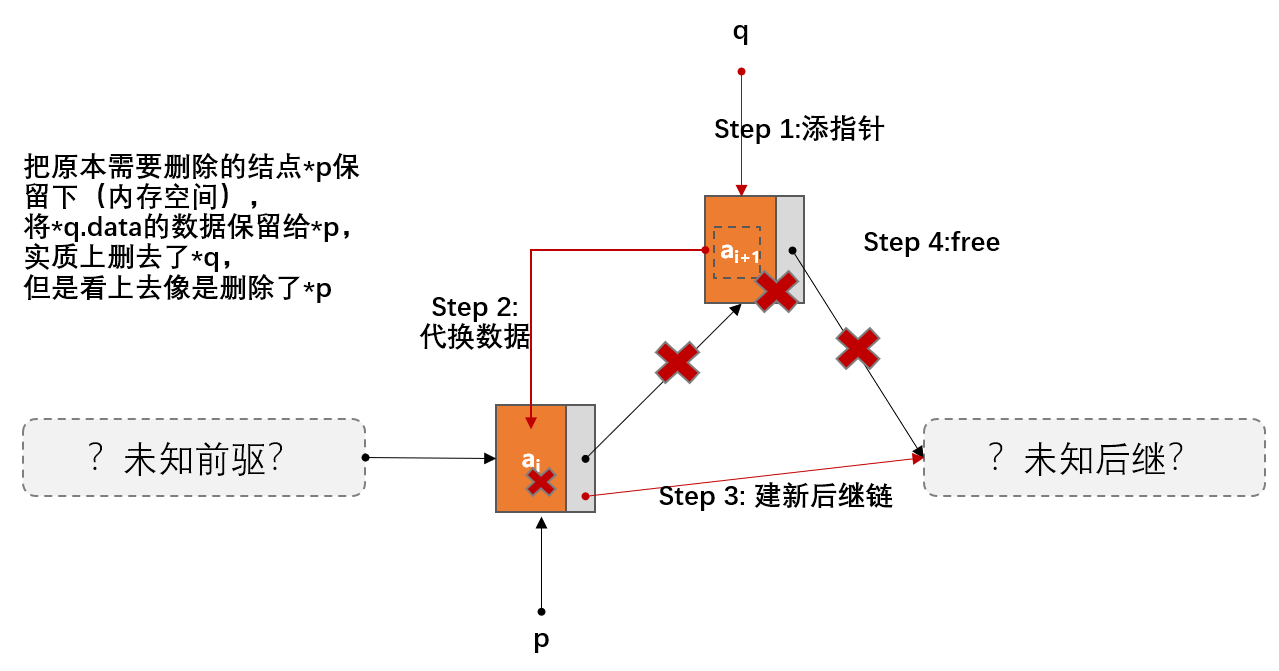 q
Step 1:添指针
把原本需要删除的结点*p保
留下（内存空间），
将*q.data的数据保留给*p，
实质上删去了*q，
但是看上去像是删除了*p
ai+1
Step 4:free
Step 2:
代换数据
？未知前驱？
ai
？未知后继？
Step 3: 建新后继链
p